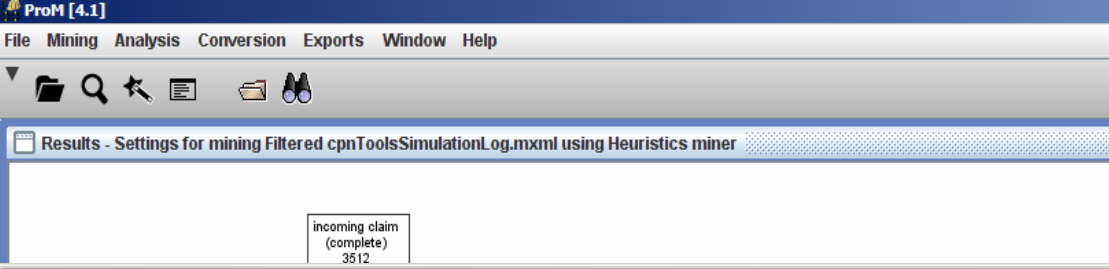 ProM [4.1]
File Mining Analysis Conversion Exports Window Help
Results - Settings for mining Filtered cpnToolsSimulationLog.mxml using Heuristics miner
incoming claim
(complete)
3512